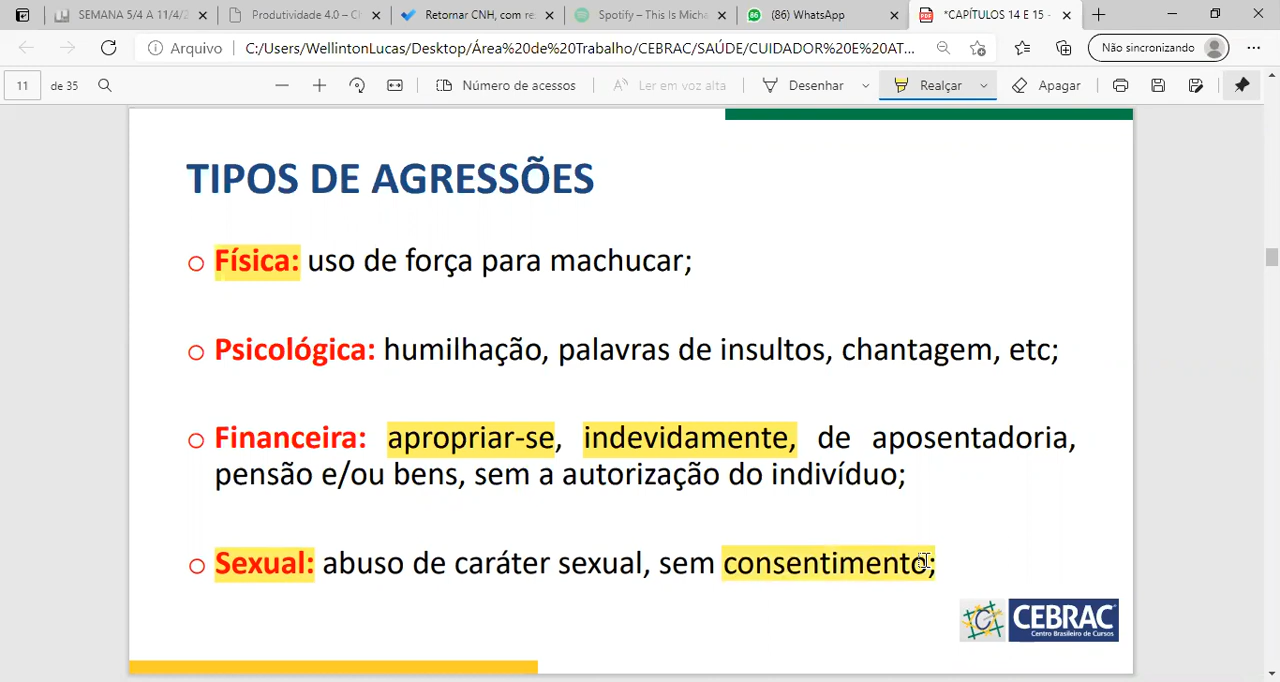 SEMANA 5/4 A 11/4/2
Produtividade 4.0 – C
Retornar CNH, com re
Spotify – This Is Micha
(86) WhatsApp
*CAPÍTULOS 14 E 15 -
Arquivo
C:/Users/WellintonLucas/Desktop/Área%20de%20Trabalho/CEBRAC/SAÚDE/CUIDADOR%20E%20AT...
Não sincronizando
11
de 35
Número de acessos
Ler em voz alta
Desenhar
Realçar
Apagar
TIPOS DE AGRESSÕES
Física: uso de força para machucar;
Psicológica: humilhação, palavras de insultos, chantagem, etc;
Financeira: apropriar-se, indevidamente, de aposentadoria,
pensão e/ou bens, sem a autorização do indivíduo;
Sexual: abuso de caráter sexual, sem consentimento;
CEBRAC
Centro Brasileiro de Cursos